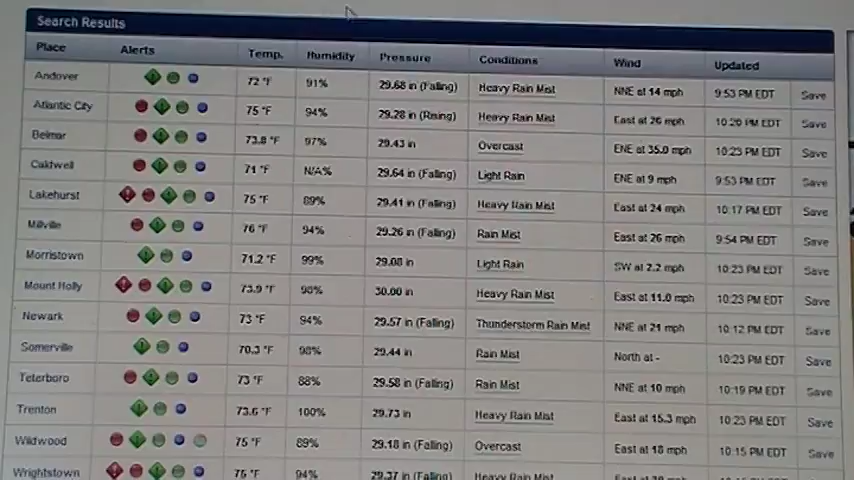 Search Results
Place Alerts Temp. Humidity Pressure Conditions Wind Updated
Andover 72 °F 91% 29.68 in (Falling) Heavy Rain Mist NNE at 14 mph 9:53 PM EDT Save
Atlantic City 75 °F 94% 29.28 in (Rising) Heavy Rain Mist East at 26 mph 10:20 PM EDT Save
Belmar 73.8 °F 97% 29.43 in Overcast ENE at 35.0 mph 10:23 PM EDT Save
Caldwell 71 °F N/A% 29.64 in (Falling) Light Rain ENE at 9 mph 9:53 PM EDT Save
Lakehurst 75 °F 89% 29.41 in (Falling) Heavy Rain Mist East at 24 mph 10:17 PM EDT Save
Millville 76 °F 94% 29.26 in (Falling) Rain Mist East at 26 mph 9:54 PM EDT Save
Morristown 71.2 °F 99% 29.08 in Light Rain SW at 2.2 mph 10:23 PM EDT Save
Mount Holly 73.9 °F 98% 30.00 in Heavy Rain Mist East at 11.0 mph 10:23 PM EDT Save
Newark 73 °F 94% 29.57 in (Falling) Thunderstorm Rain Mist NNE at 21 mph 10:12 PM EDT Save
Somerville 70.3 °F 98% 29.44 in Rain Mist North at - 10:23 PM EDT Save
Teterboro 73 °F 88% 29.58 in (Falling) Rain Mist NNE at 10 mph 10:19 PM EDT Save
Trenton 73.6 °F 100% 29.73 in Heavy Rain Mist East at 15.3 mph 10:23 PM EDT Save
Wildwood 75 °F 89% 29.18 in (Falling) Overcast East at 18 mph 10:15 PM EDT Save
Wrightstown 75 °F 94% 29.37 in (Falling) Heavy Rain Mist East at